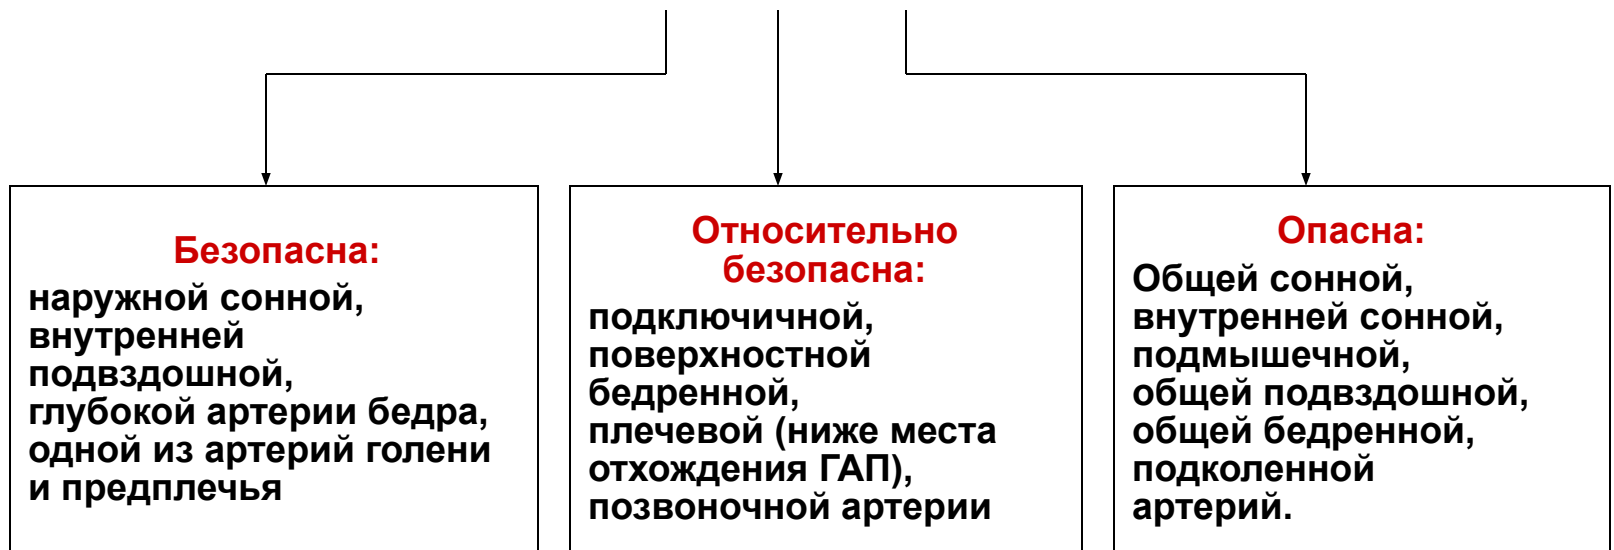 Безопасна:
наружной сонной,
внутренней
подвздошной,
глубокой артерии бедра,
одной из артерий голени
и предплечья
Относительно
безопасна:
подключичной,
поверхностной
бедренной,
плечевой (ниже места
отхождения ГАП),
позвоночной артерии
Опасна:
Общей сонной,
внутренней сонной,
подмышечной,
общей подвздошной,
общей бедренной,
подколенной
артерий.